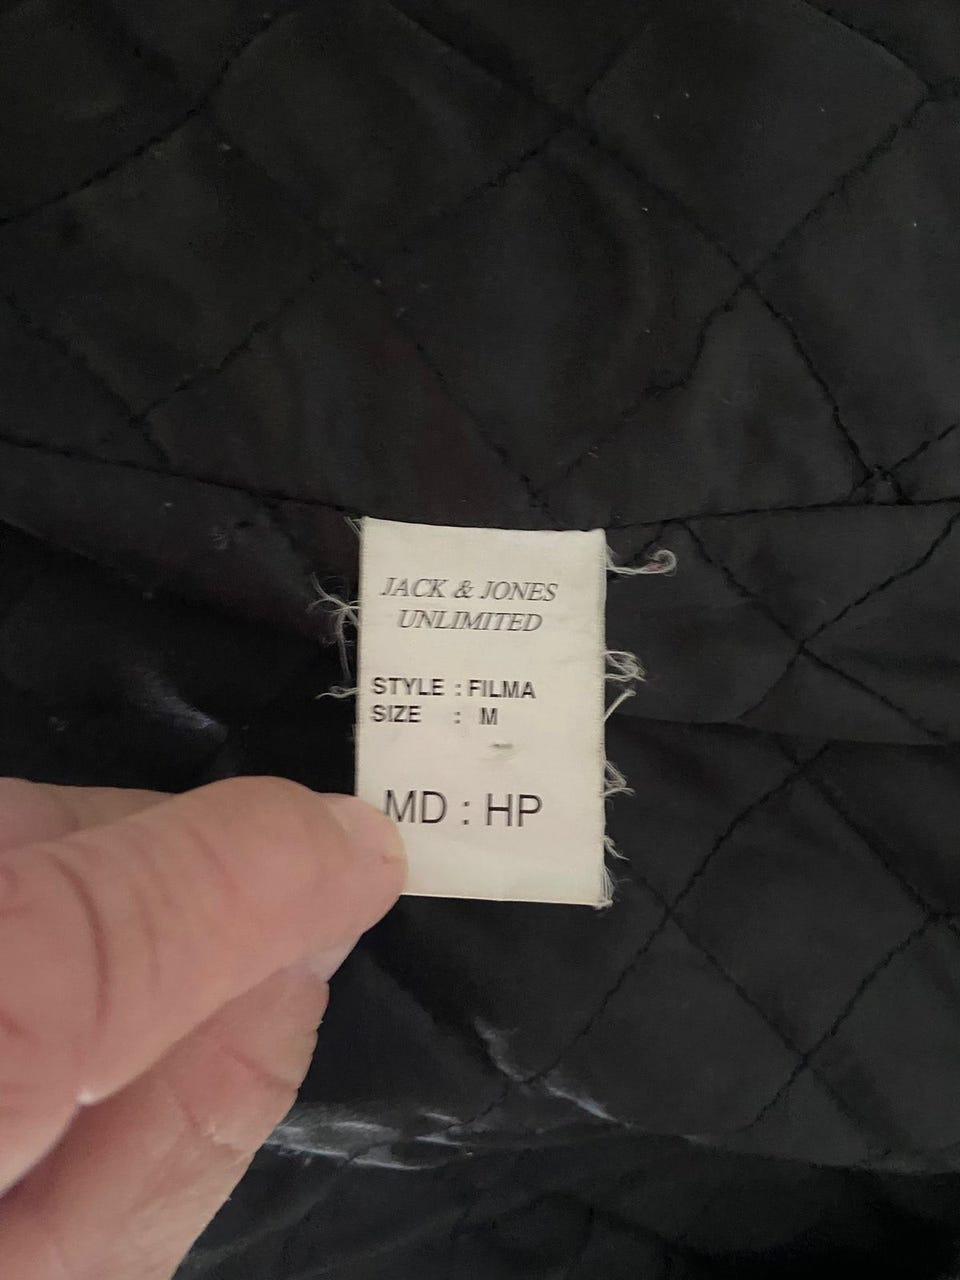 JACK & JONES
UNLIMITED
STYLE : FILMA
SIZE : M
MD : HP